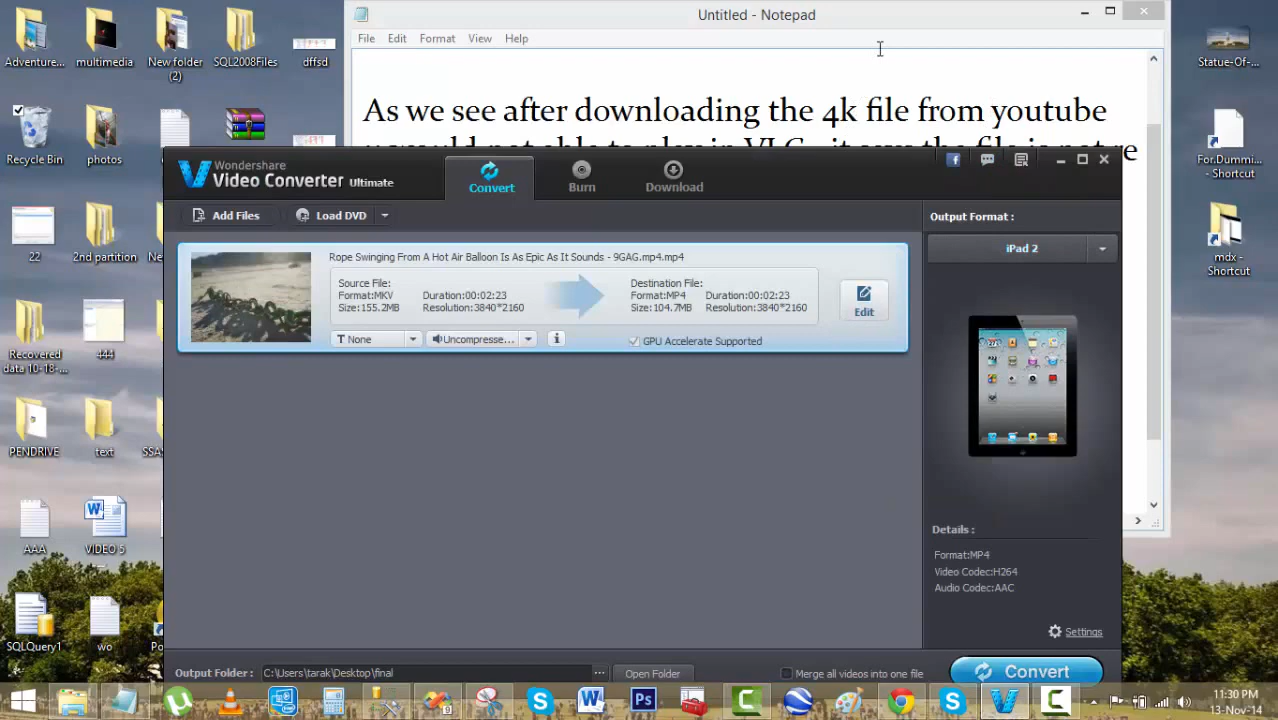 Untitled - Notepad
File Edit Format View Help
As we see after downloading the 4k file from youtube
Adventure...
multimedia
New folder
(2)
SQL2008Files
dffsd
Statue-Of-...
Recycle Bin
photos
For.Dummi...
- Shortcut
22
2nd partition
mdx -
Shortcut
Recovered
data 10-18-...
444
PENDRIVE
text
AAA
VIDEO 5
SQLQuery1
wo
Wondershare
Video Converter Ultimate
Convert
Burn
Download
Add Files
Load DVD
Output Format :
iPad 2
Rope Swinging From A Hot Air Balloon Is As Epic As It Sounds - 9GAG.mp4.mp4
Source File:
Format:MKV Duration:00:02:23
Size:155.2MB Resolution:3840*2160
Destination File:
Format:MP4 Duration:00:02:23
Size:104.7MB Resolution:3840*2160
Edit
T None
Uncompresse...
GPU Accelerate Supported
Details :
Format:MP4
Video Codec:H264
Audio Codec:AAC
Settings
Output Folder : C:\Users\tarak\Desktop\final
...
Open Folder
Merge all videos into one file
Convert
11:30 PM
13-Nov-14